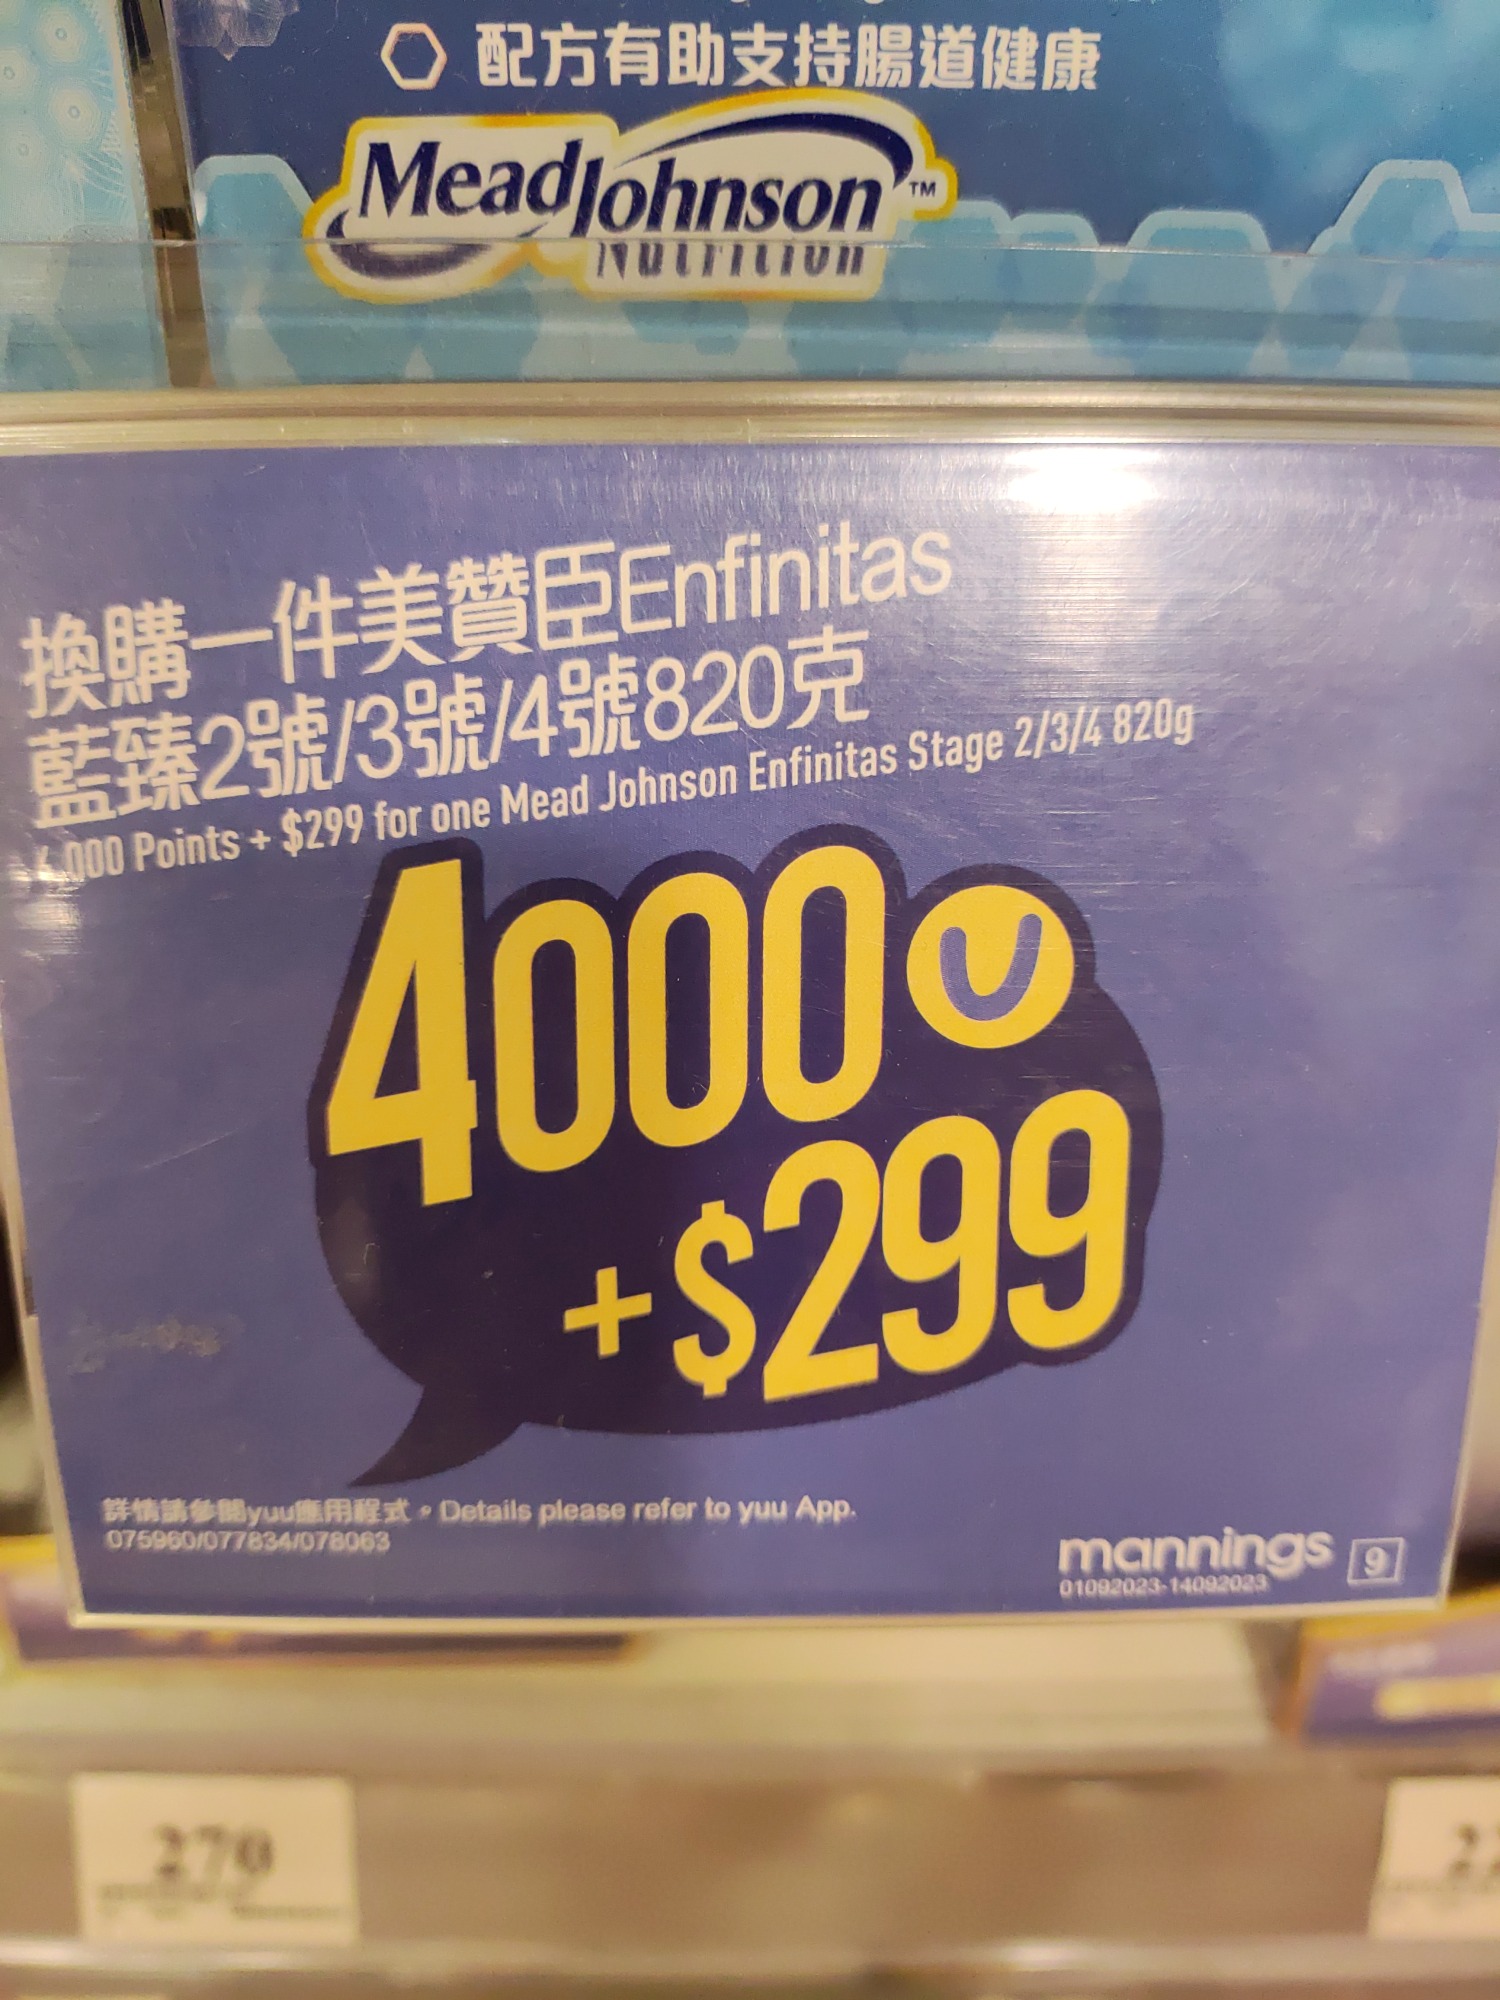 配方有助支持腸道健康
MeadJohnson™
Nutrition
換購一件美贊臣Enfinitas
藍臻2號/3號/4號820克
4,000 Points + $299 for one Mead Johnson Enfinitas Stage 2/3/4 820g
4000
+$299
詳情請參閱yuu應用程式。Details please refer to yuu App.
075960/077834/078063
mannings 9
01092023-14092023
270